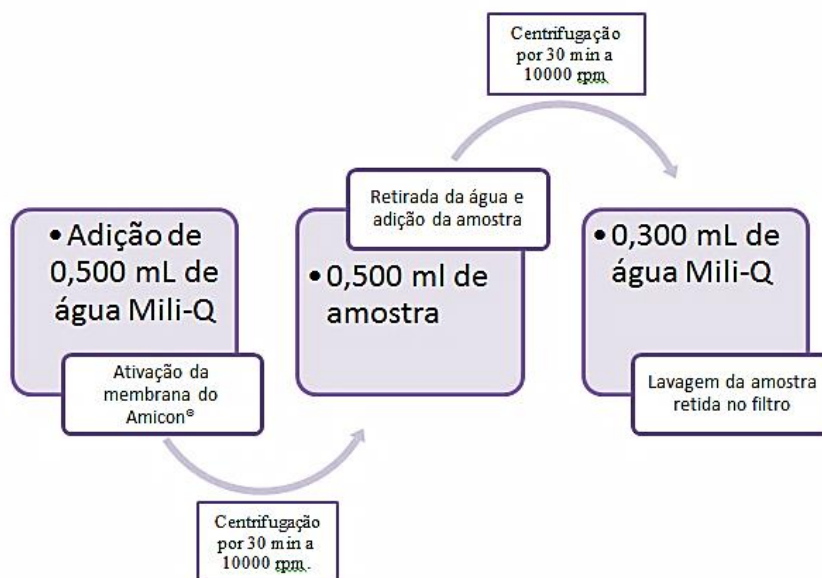 • Adição de
0,500 mL de
água Mili-Q
Ativação da
membrana do
Amicon®
Centrifugação
por 30 min a
10000 rpm.
Retirada da água e
adição da amostra
• 0,500 ml de
amostra
Centrifugação
por 30 min a
10000 rpm
• 0,300 mL de
água Mili-Q
Lavagem da amostra
retida no filtro